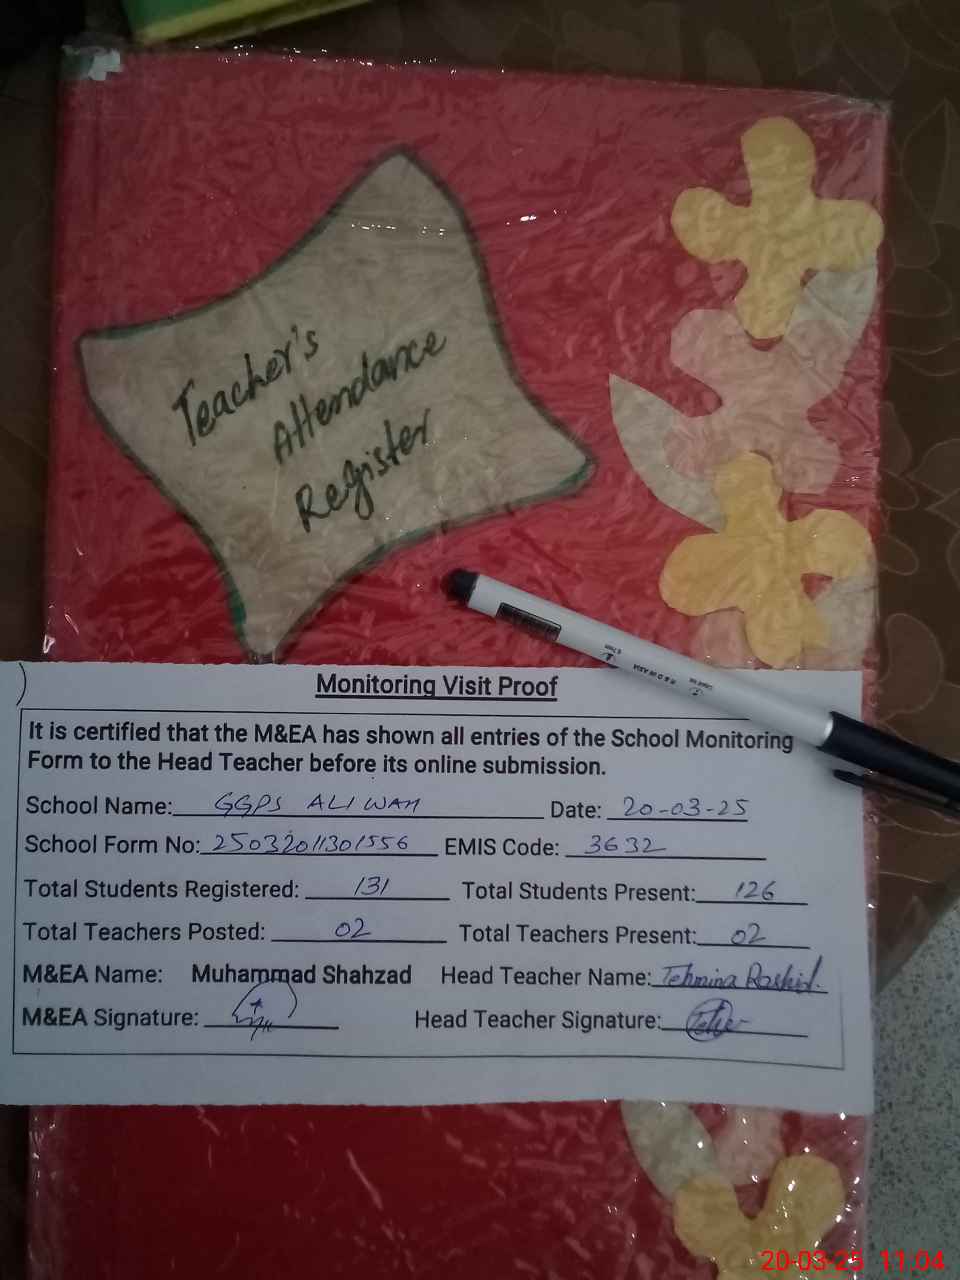 Teacher's
Attendance
Register
Monitoring Visit Proof
It is certified that the M&EA has shown all entries of the School Monitoring
Form to the Head Teacher before its online submission.
School Name: GGPS ALI WAH Date: 20-03-25
School Form No: 25032011301556 EMIS Code: 3632
Total Students Registered: 131 Total Students Present: 126
Total Teachers Posted: 02 Total Teachers Present: 02
M&EA Name: Muhammad Shahzad Head Teacher Name: Tehmina Rashid.
M&EA Signature: Head Teacher Signature:
20-03-25 11:04